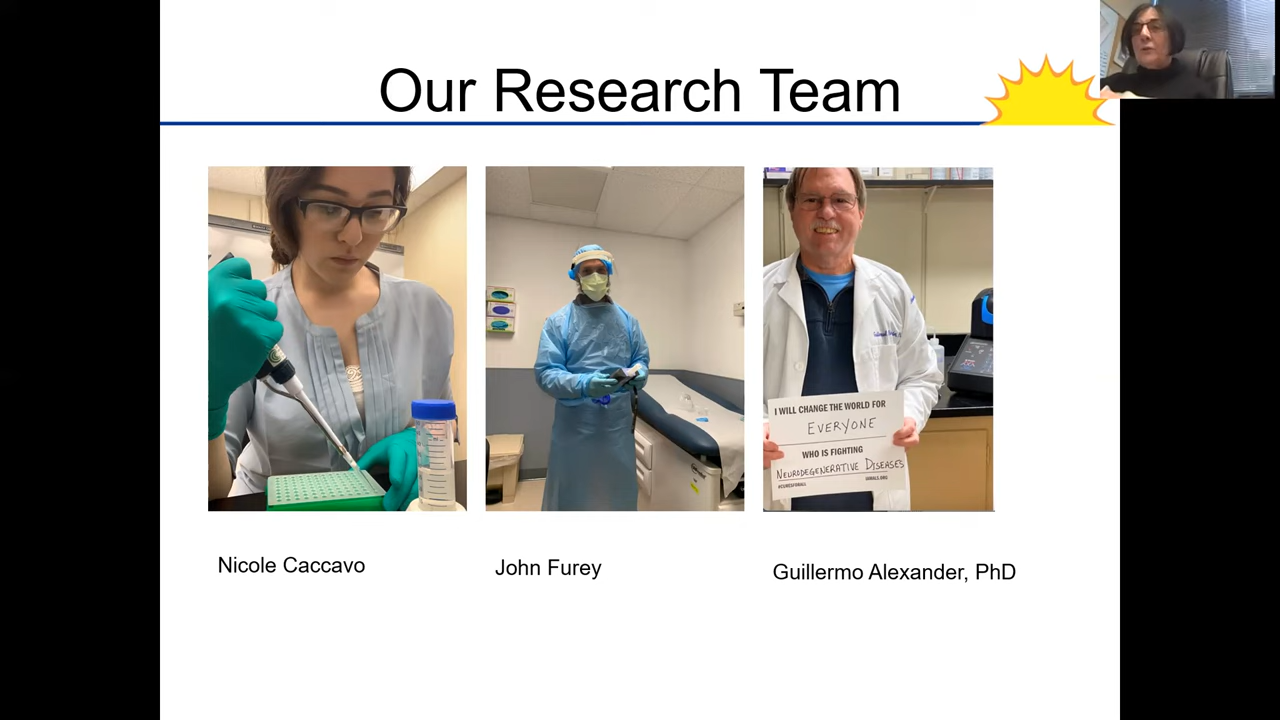 Our Research Team
I WILL CHANGE THE WORLD FOR
EVERYONE
WHO IS FIGHTING
NEURODEGENERATIVE DISEASES
#CURESFORALL
Nicole Caccavo
John Furey
Guillermo Alexander, PhD